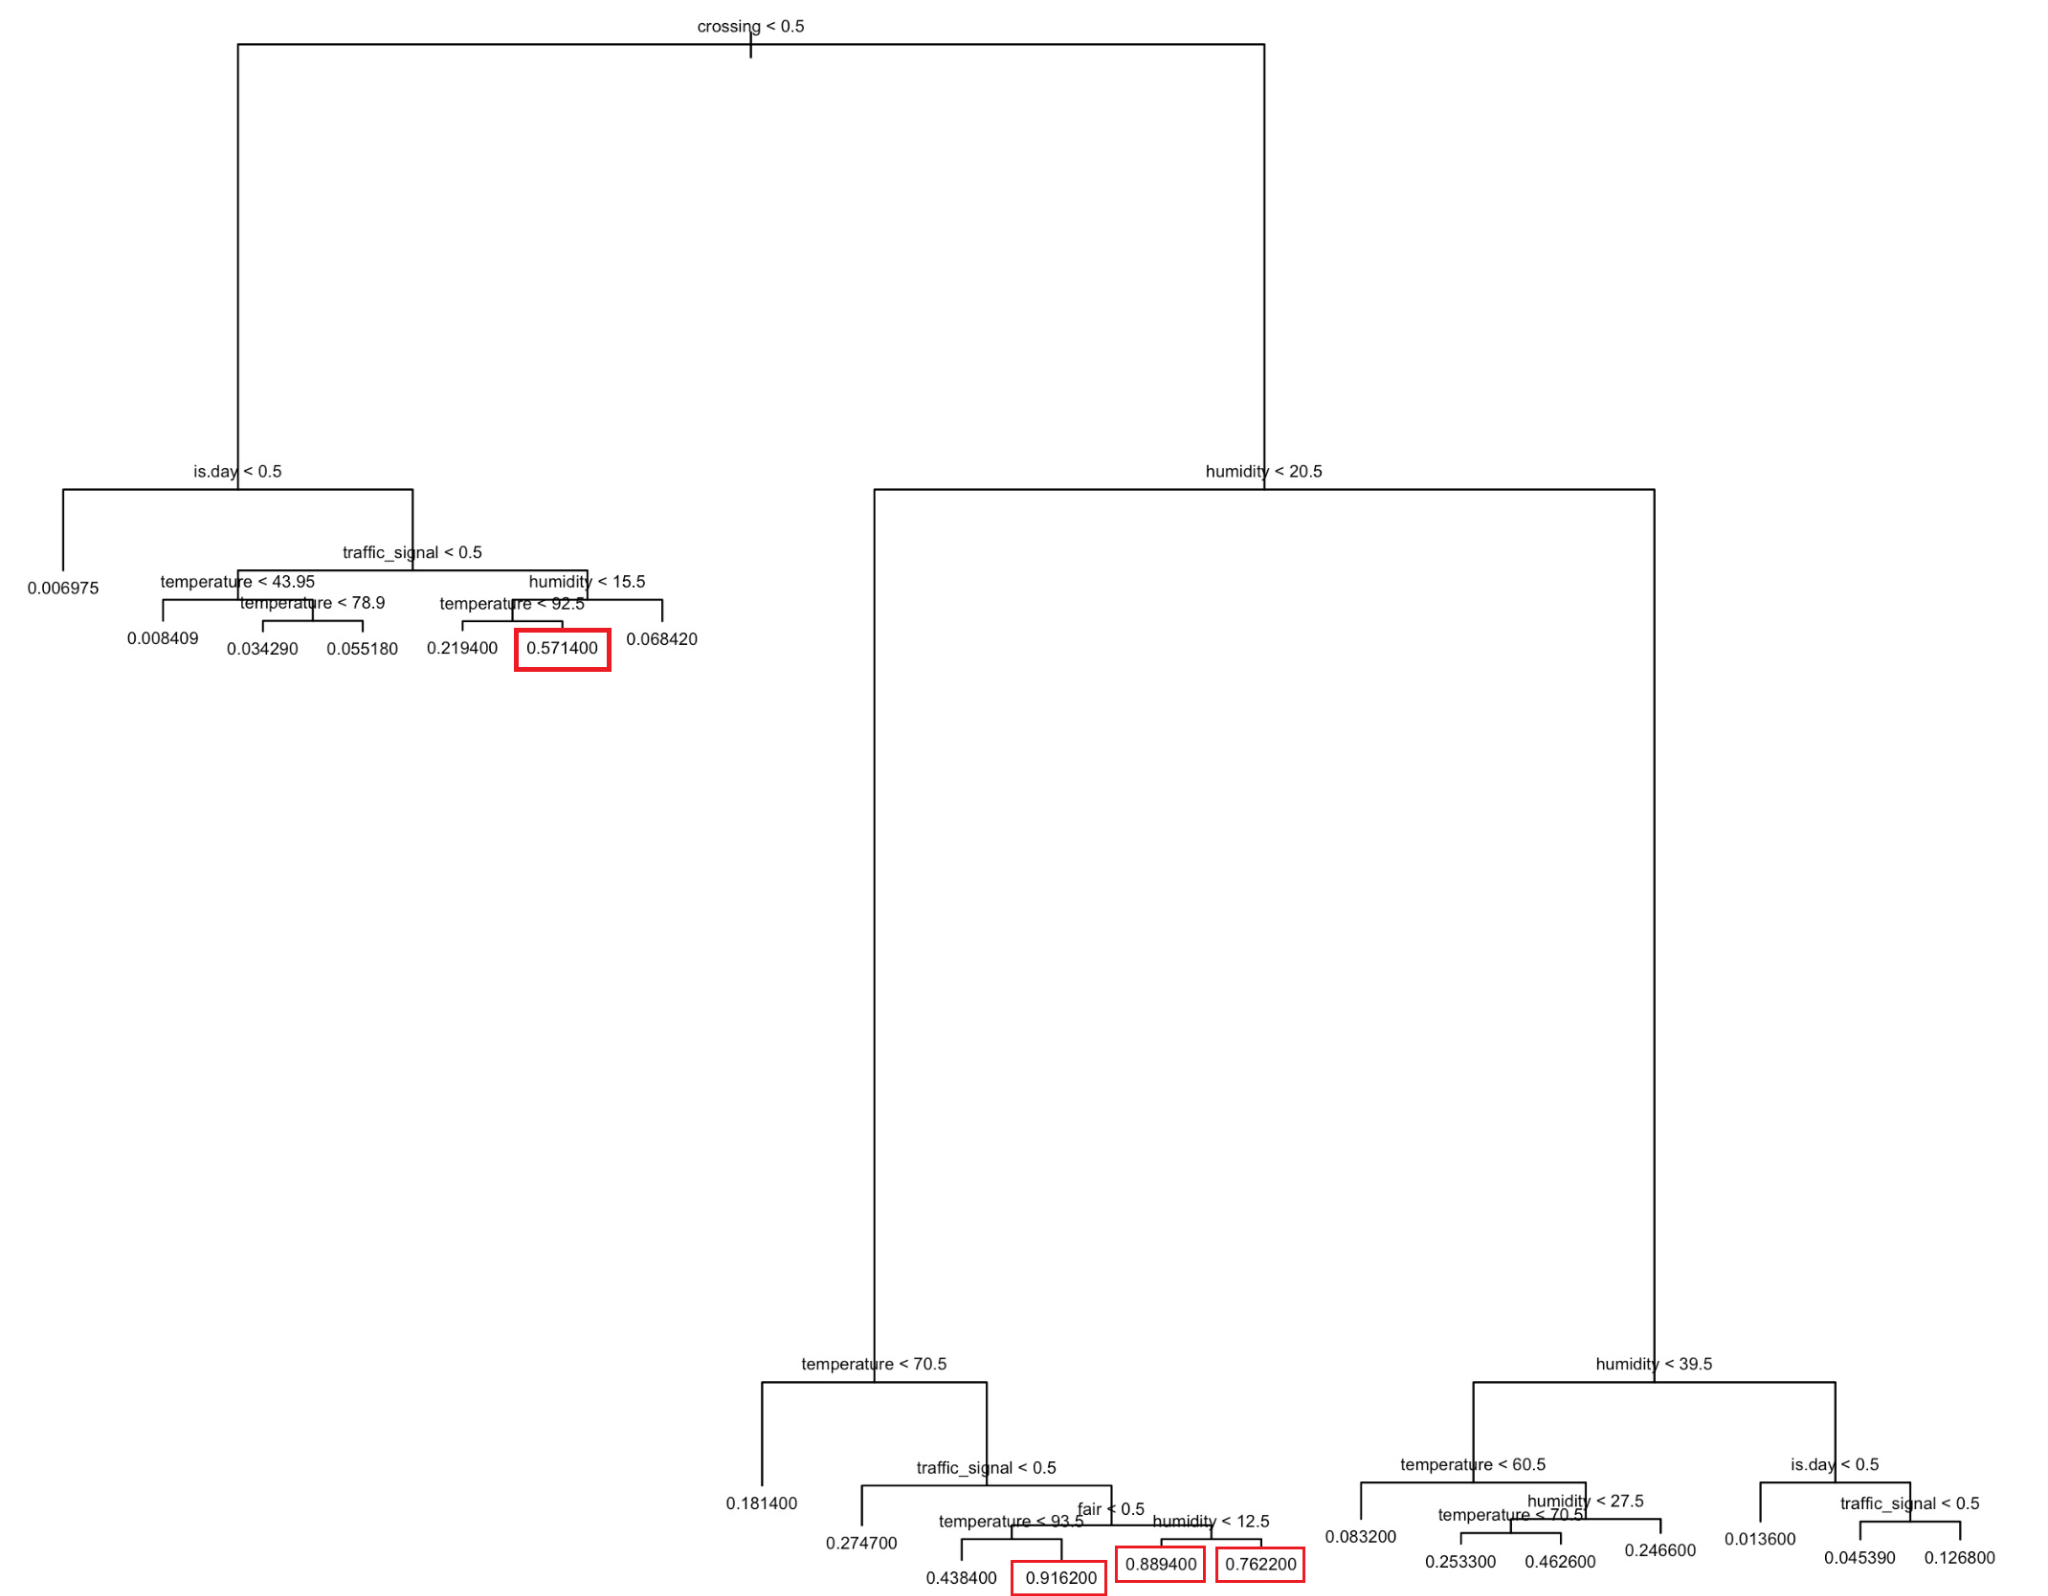 crossing < 0.5
is.day < 0.5
humidity < 20.5
traffic_signal < 0.5
temperature < 43.95
humidity < 15.5
0.006975
temperature < 78.9
temperature < 92.5
0.008409
0.034290
0.055180
0.219400
0.571400
0.068420
temperature < 70.5
humidity < 39.5
traffic_signal < 0.5
temperature < 60.5
is.day < 0.5
0.181400
fair < 0.5
humidity < 27.5
traffic_signal < 0.5
temperature < 93.5
humidity < 12.5
temperature < 70.5
0.274700
0.083200
0.013600
0.438400
0.916200
0.889400
0.762200
0.253300
0.462600
0.246600
0.045390
0.126800